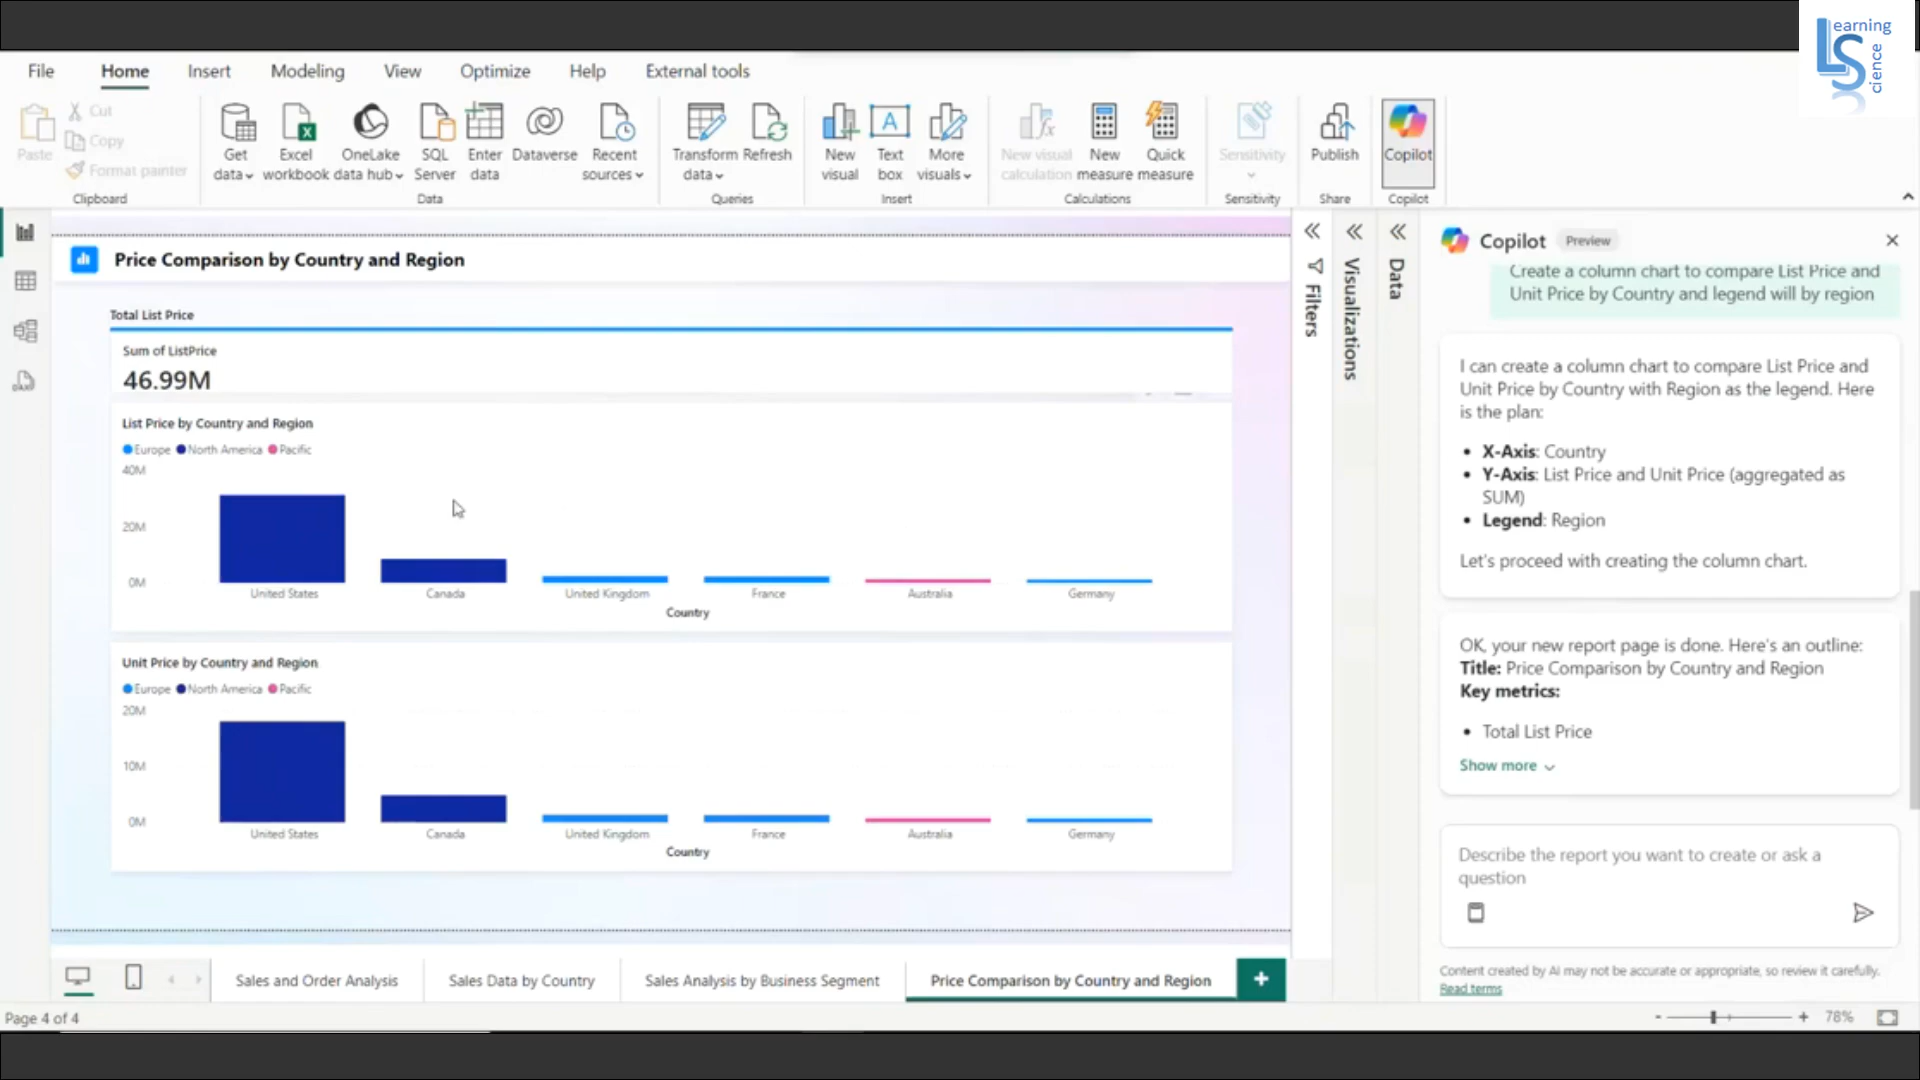 Learning
Science
File Home Insert Modeling View Optimize Help External tools
Paste
Cut
Copy
Format painter
Clipboard
Get data
Excel workbook
OneLake data hub
SQL Server
Enter data
Dataverse
Recent sources
Data
Transform data
Refresh
Queries
New visual
Text box
More visuals
Insert
New visual calculation
New measure
Quick measure
Calculations
Sensitivity
Sensitivity
Publish
Share
Copilot
Copilot
Price Comparison by Country and Region
Total List Price
Sum of ListPrice
46.99M
List Price by Country and Region
Europe North America Pacific
40M
20M
0M
United States Canada United Kingdom France Australia Germany
Country
Unit Price by Country and Region
Europe North America Pacific
20M
10M
0M
United States Canada United Kingdom France Australia Germany
Country
Filters
Visualizations
Data
Copilot Preview
Create a column chart to compare List Price and
Unit Price by Country and legend will by region
I can create a column chart to compare List Price and
Unit Price by Country with Region as the legend. Here
is the plan:
• X-Axis: Country
• Y-Axis: List Price and Unit Price (aggregated as
SUM)
• Legend: Region
Let's proceed with creating the column chart.
OK, your new report page is done. Here's an outline:
Title: Price Comparison by Country and Region
Key metrics:
• Total List Price
Show more
Describe the report you want to create or ask a
question
Content created by AI may not be accurate or appropriate, so review it carefully.
Read terms
Sales and Order Analysis Sales Data by Country Sales Analysis by Business Segment Price Comparison by Country and Region +
Page 4 of 4
- + 78%